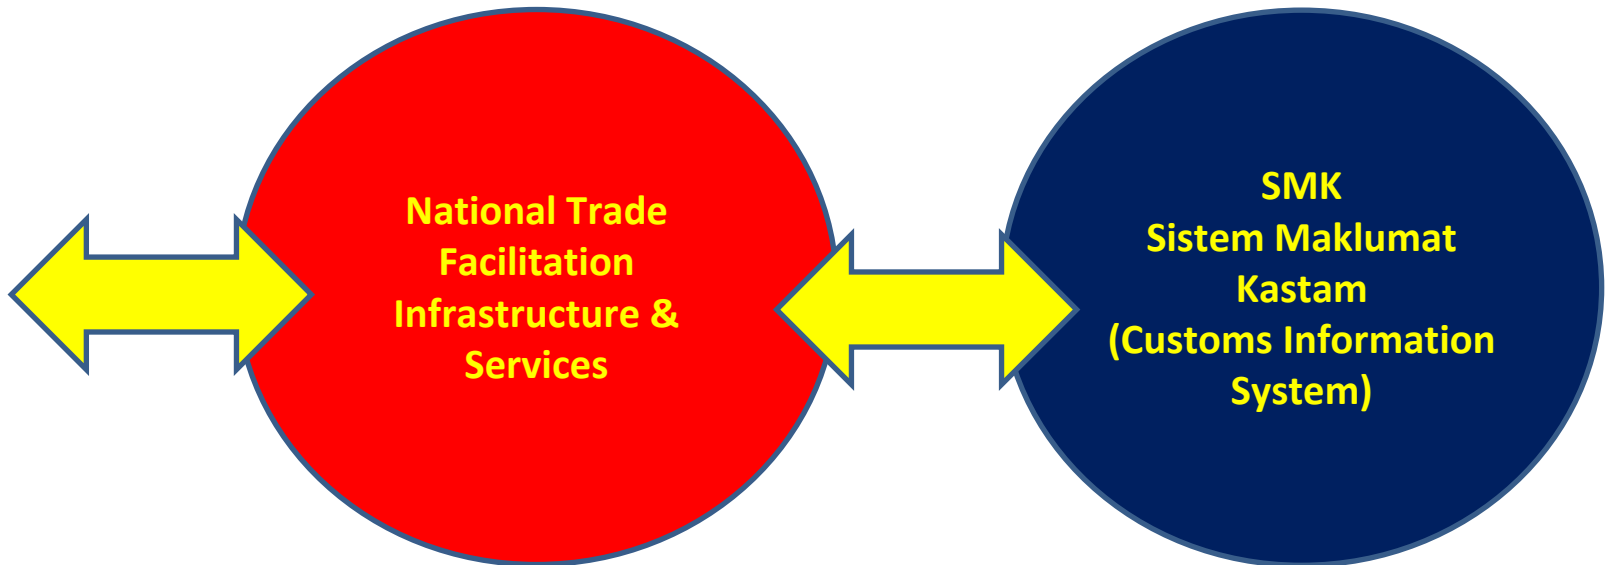 National Trade
Facilitation
Infrastructure &
Services
SMK
Sistem Maklumat
Kastam
(Customs Information
System)